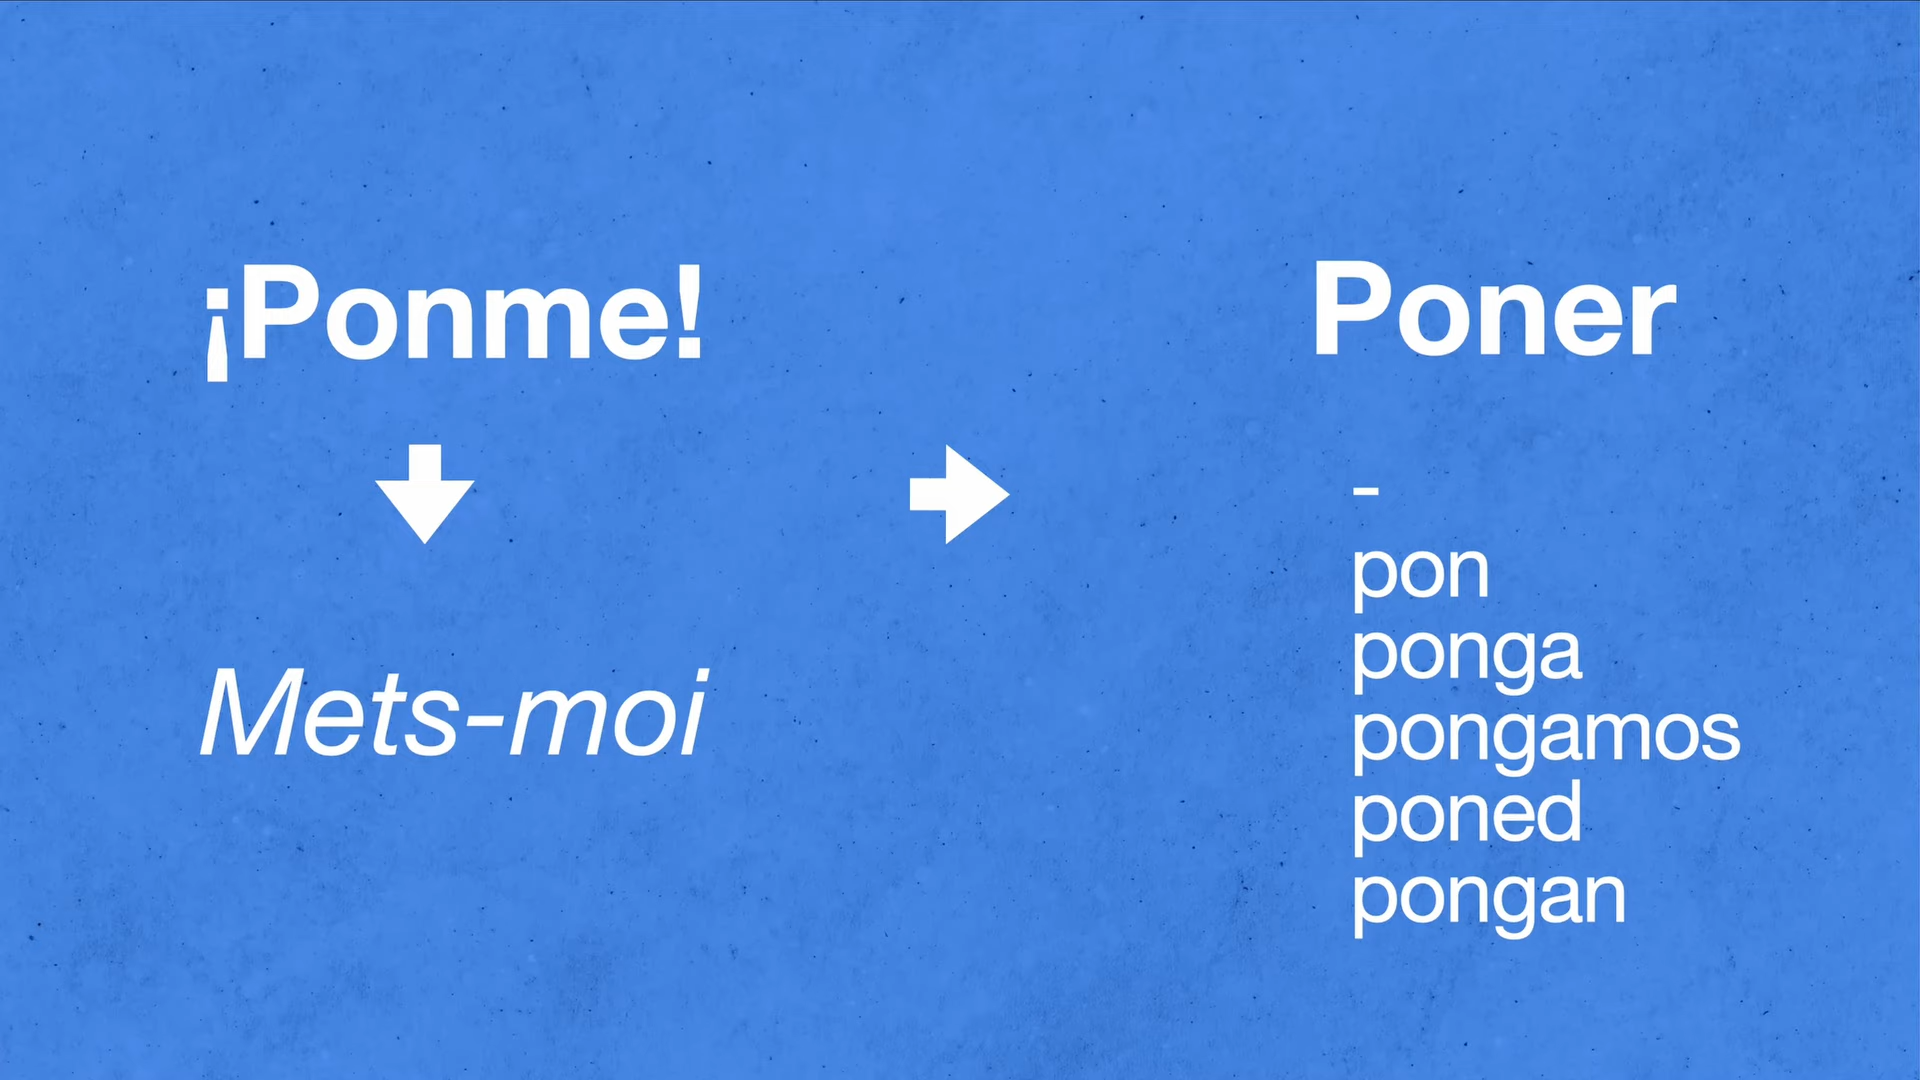 ¡Ponme!
Mets-moi
Poner
-
pon
ponga
pongamos
poned
pongan